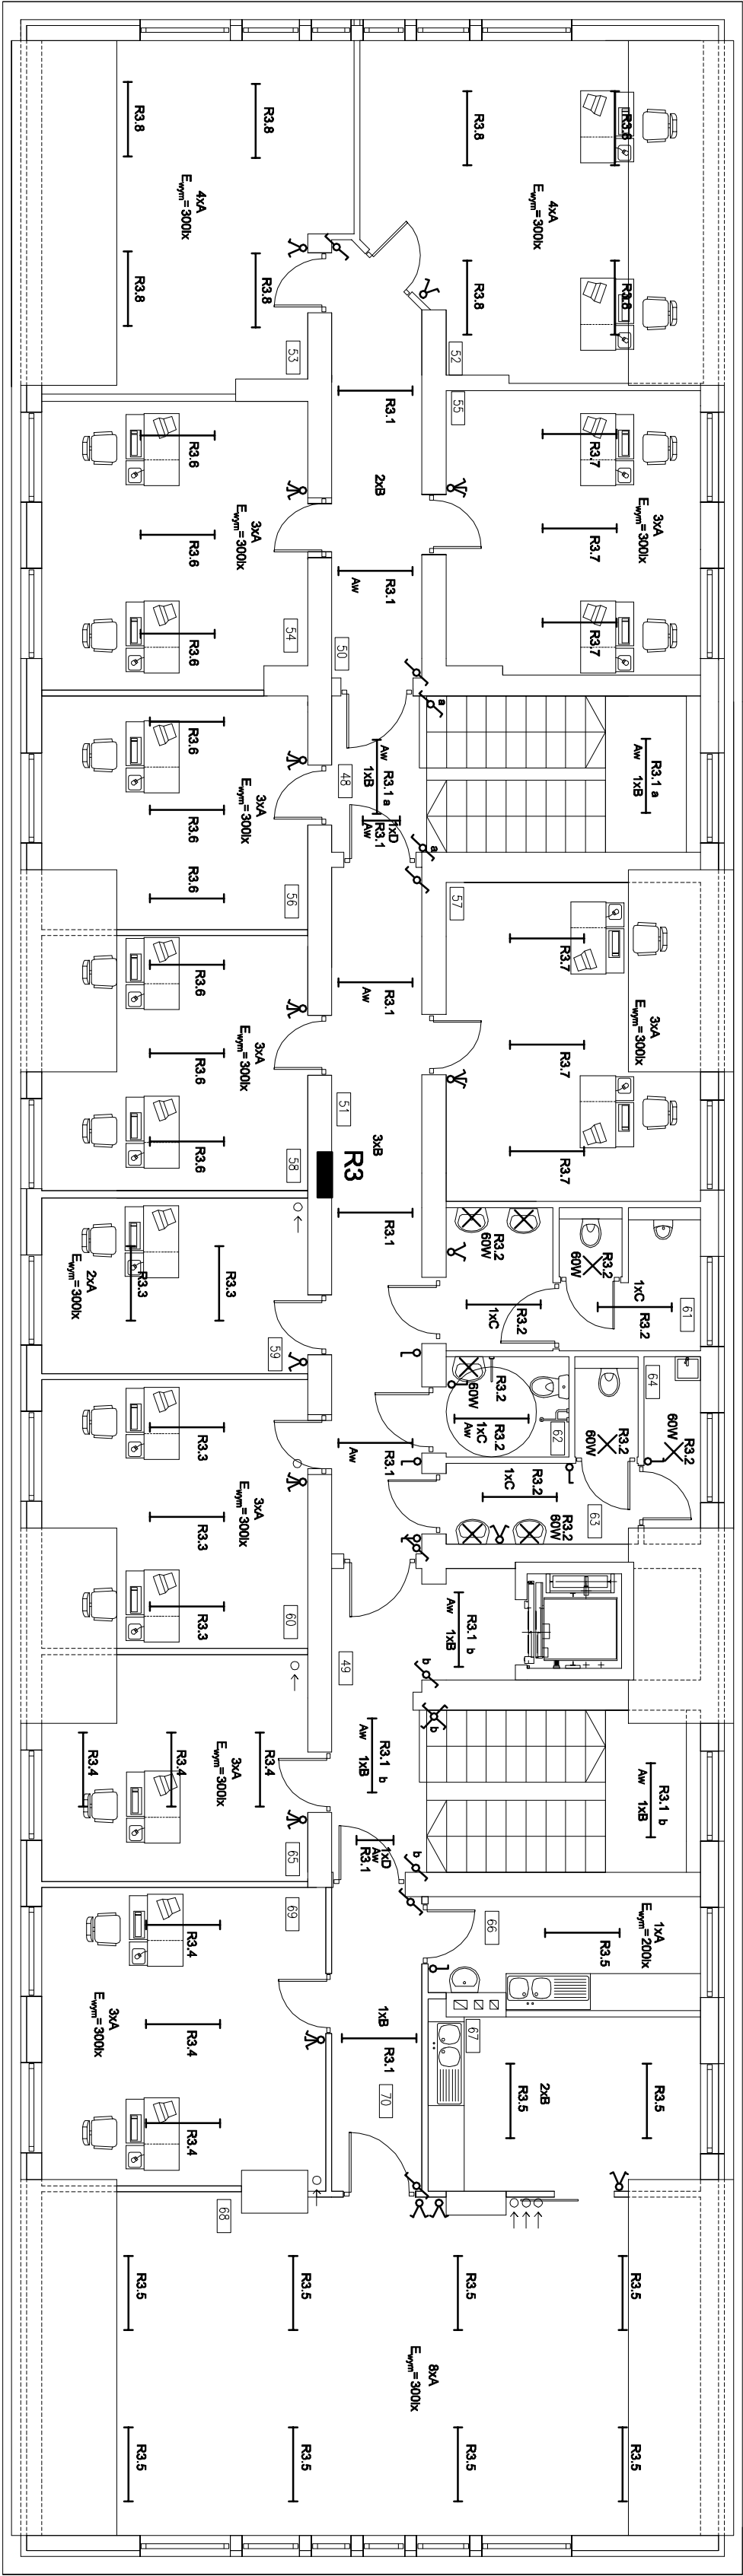 R3.8
R3.8
4xA
Ewym=300lx
R3.8
R3.8
53
R3.8
R3.8
4xA
Ewym=300lx
R3.8
R3.8
52
R3.1
2xB
R3.1
Aw
50
55
R3.7
R3.7
R3.7
3xA
Ewym=300lx
R3.6
R3.6
R3.6
3xA
Ewym=300lx
54
a
R3.1 a
Aw 1xB
R3.1 a
Aw 1xB
48
1xD
R3.1
Aw
a
R3.6
R3.6
R3.6
3xA
Ewym=300lx
56
57
R3.7
R3.7
R3.7
3xA
Ewym=300lx
R3.1
Aw
51
3xB
R3
R3.1
R3.6
R3.6
R3.6
3xA
Ewym=300lx
58
R3.3
R3.3
2xA
Ewym=300lx
59
R3.2
60W
R3.2
60W
1xC
R3.2
61
R3.2
1xC
R3.2
60W
R3.2
1xC
Aw
62
R3.2
60W
64
R3.2
60W
R3.1
Aw
R3.2
1xC
R3.2
60W
63
R3.3
R3.3
R3.3
3xA
Ewym=300lx
60
49
R3.1 b
Aw 1xB
b
b
R3.1 b
Aw 1xB
R3.1 b
Aw 1xB
b
1xD
Aw
R3.1
R3.4
R3.4
R3.4
3xA
Ewym=300lx
65
69
R3.4
R3.4
R3.4
3xA
Ewym=300lx
1xB
R3.1
70
66
1xA
Ewym=200lx
R3.5
67
2xB
R3.5
R3.5
68
R3.5
R3.5
R3.5
R3.5
8xA
Ewym=300lx
R3.5
R3.5
R3.5
R3.5